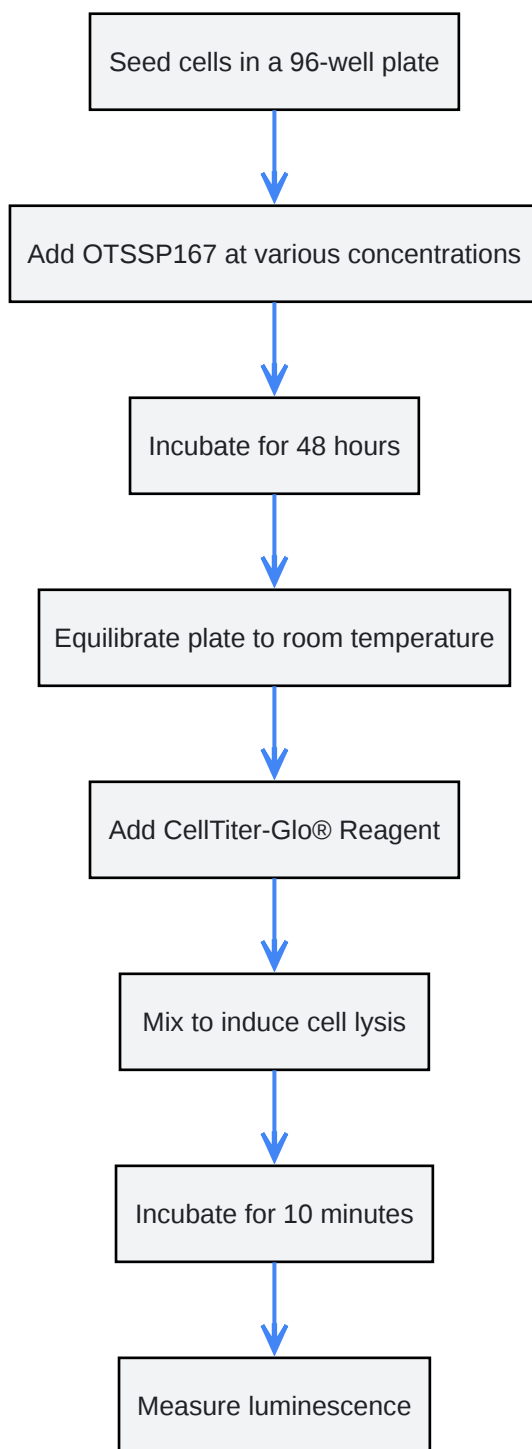 Seed cells in a 96-well plate
Add OTSSP167 at various concentrations
Incubate for 48 hours
Equilibrate plate to room temperature
Add CellTiter-Glo® Reagent
Mix to induce cell lysis
Incubate for 10 minutes
Measure luminescence